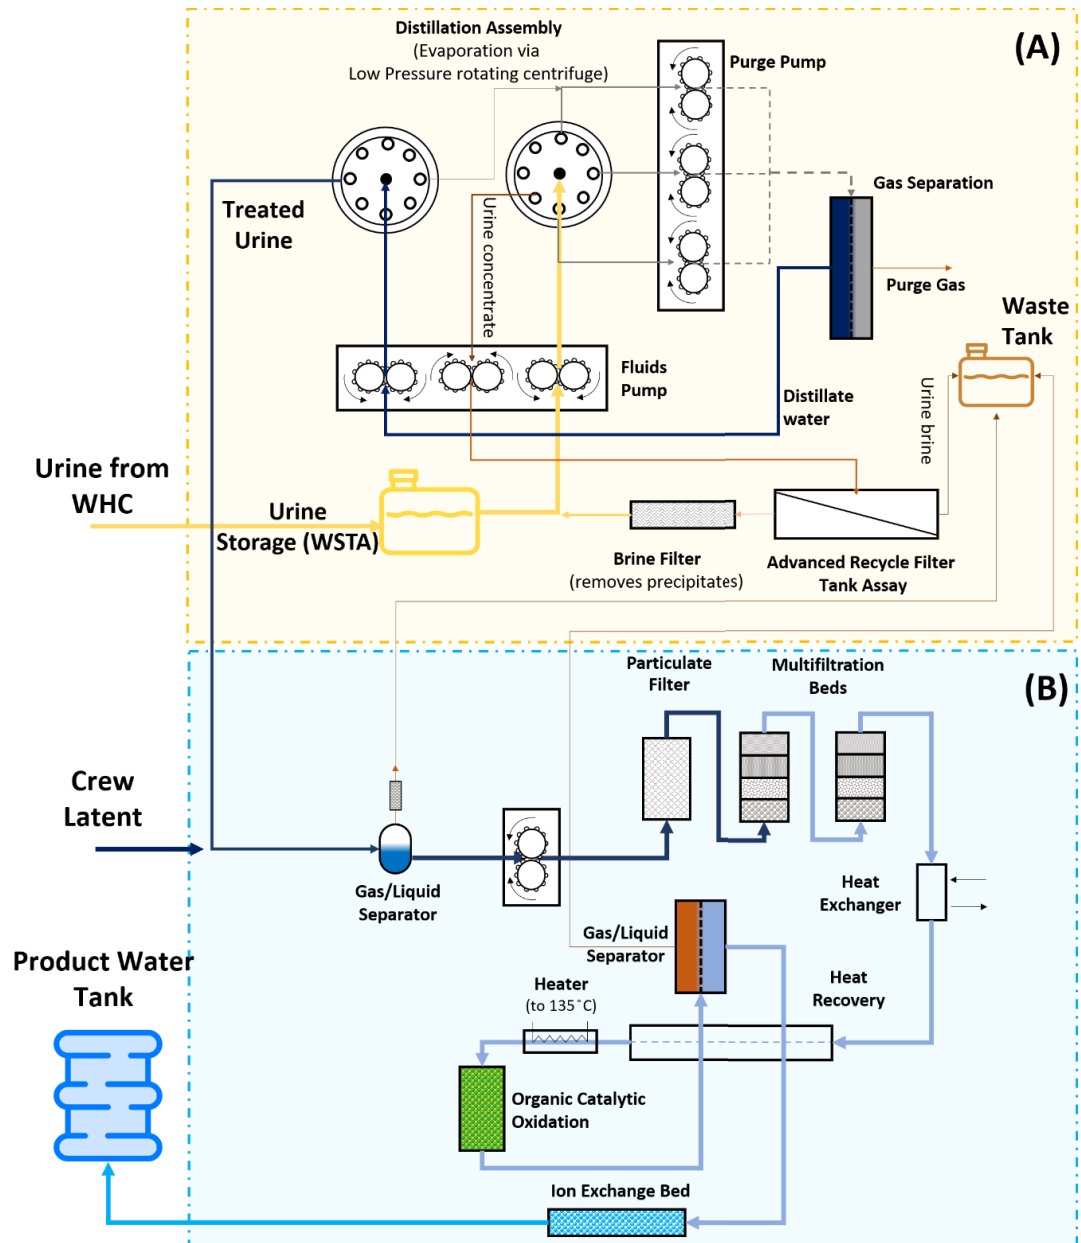 Distillation Assembly
(Evaporation via
Low Pressure rotating centrifuge)
(A)
Purge Pump
Gas Separation
Treated
Urine
Urine concentrate
Purge Gas
Waste
Tank
Fluids
Pump
Distillate
water
Urine brine
Urine from
WHC
Urine
Storage (WSTA)
Brine Filter
(removes precipitates)
Advanced Recycle Filter
Tank Assay
Particulate
Filter
Multifiltration
Beds
(B)
Crew
Latent
Gas/Liquid
Separator
Heat
Exchanger
Gas/Liquid
Separator
Product Water
Tank
Heater
(to 135˚C)
Heat
Recovery
Organic Catalytic
Oxidation
Ion Exchange Bed